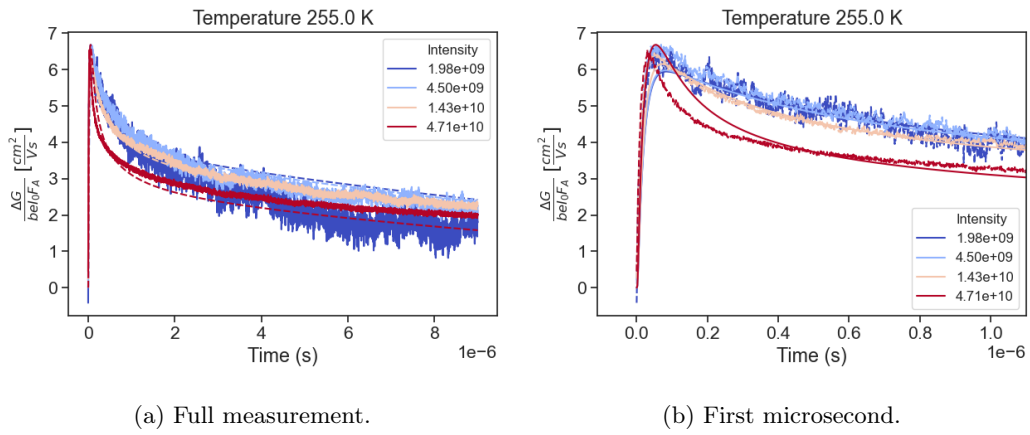 Temperature 255.0 K
7
6
5
4
3
2
1
0
ΔG / beI₀F_A [cm² / Vs]
Intensity
1.98e+09
4.50e+09
1.43e+10
4.71e+10
0 2 4 6 8
1e−6
Time (s)
(a) Full measurement.
Temperature 255.0 K
7
6
5
4
3
2
1
0
ΔG / beI₀F_A [cm² / Vs]
Intensity
1.98e+09
4.50e+09
1.43e+10
4.71e+10
0.0 0.2 0.4 0.6 0.8 1.0
1e−6
Time (s)
(b) First microsecond.